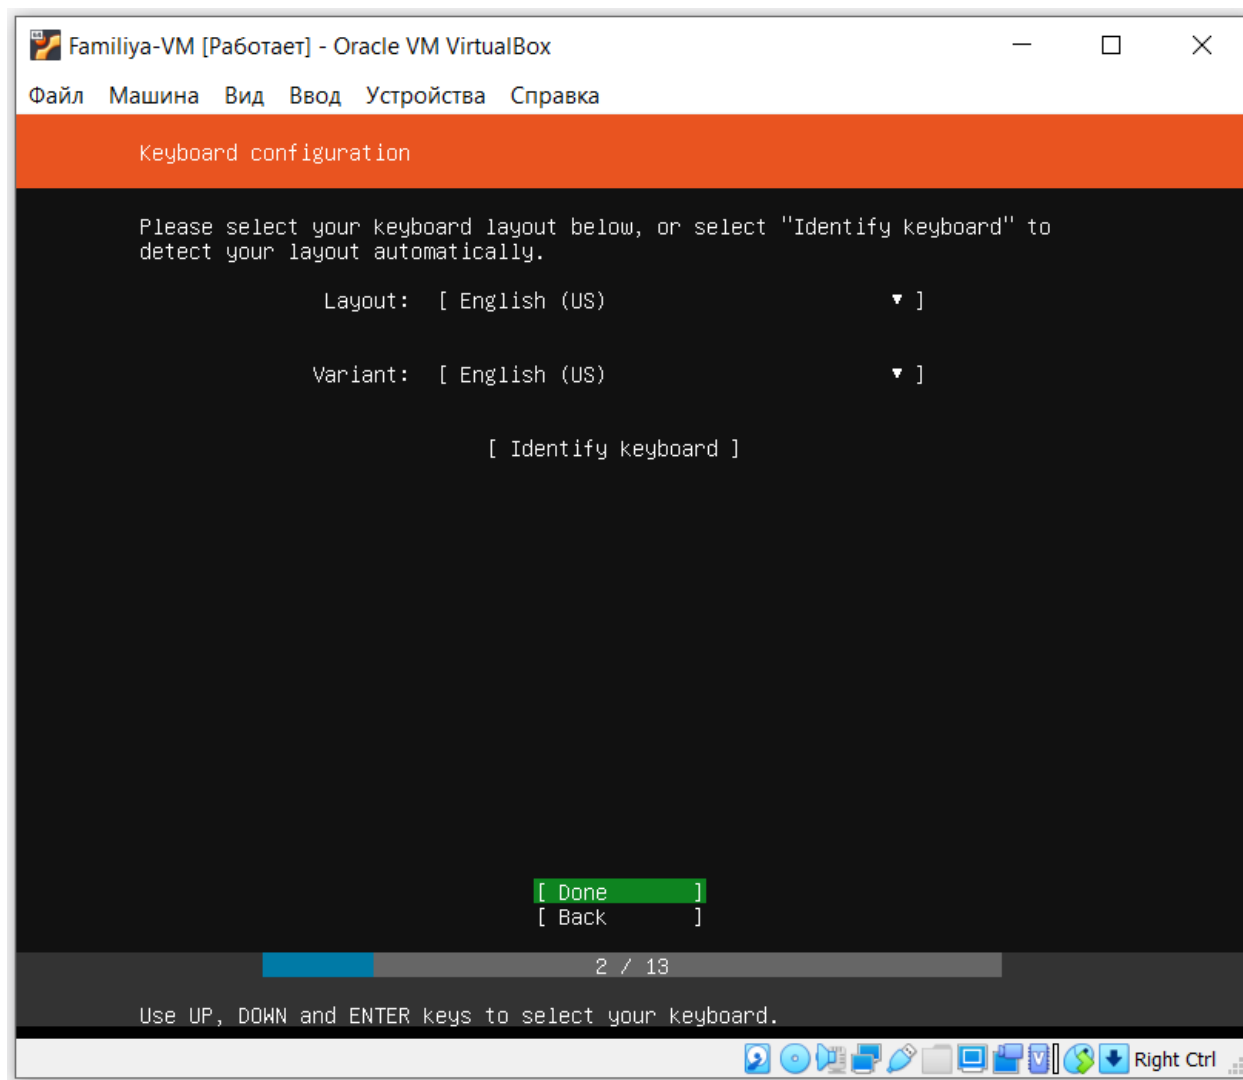 Familiya-VM [Работает] - Oracle VM VirtualBox
Файл Машина Вид Ввод Устройства Справка
Keyboard configuration
Please select your keyboard layout below, or select "Identify keyboard" to
detect your layout automatically.
Layout: [ English (US) ▾ ]
Variant: [ English (US) ▾ ]
[ Identify keyboard ]
[ Done ]
[ Back ]
2 / 13
Use UP, DOWN and ENTER keys to select your keyboard.
Right Ctrl